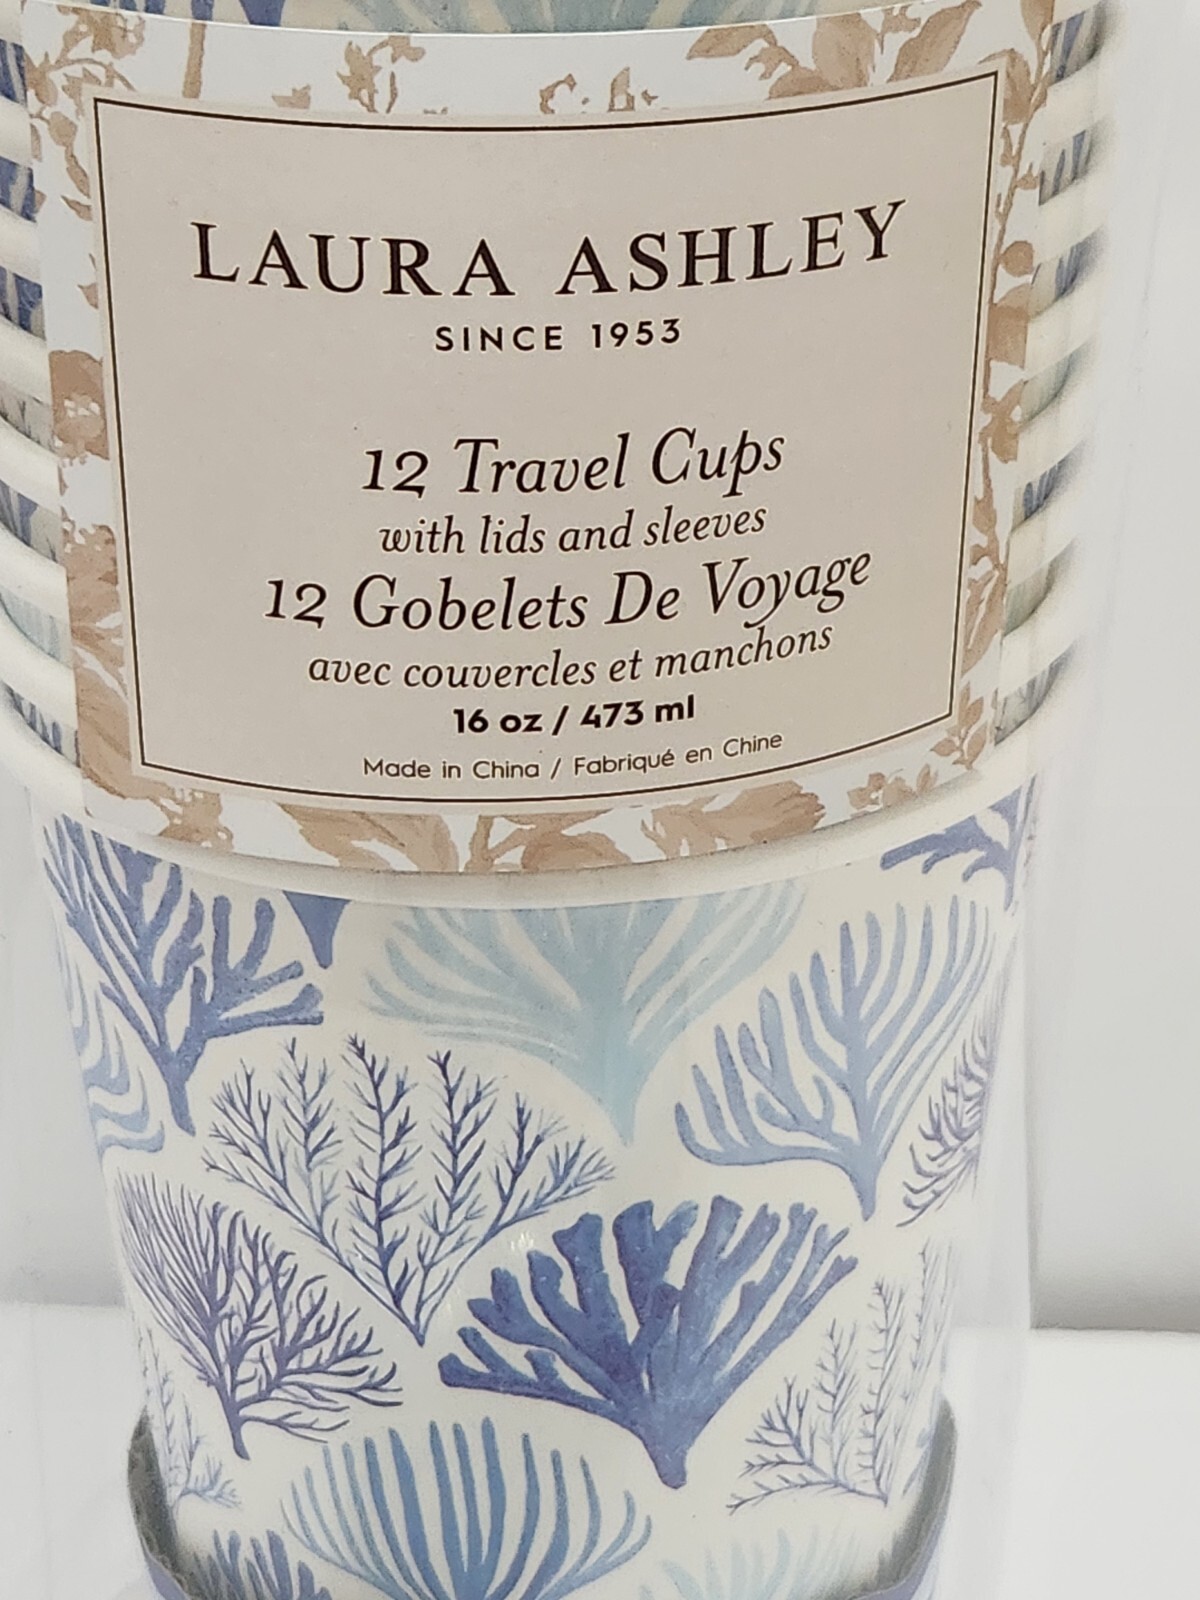 LAURA ASHLEY
SINCE 1953
12 Travel Cups
with lids and sleeves
12 Gobelets De Voyage
avec couvercles et manchons
16 oz / 473 ml
Made in China / Fabriqué en Chine